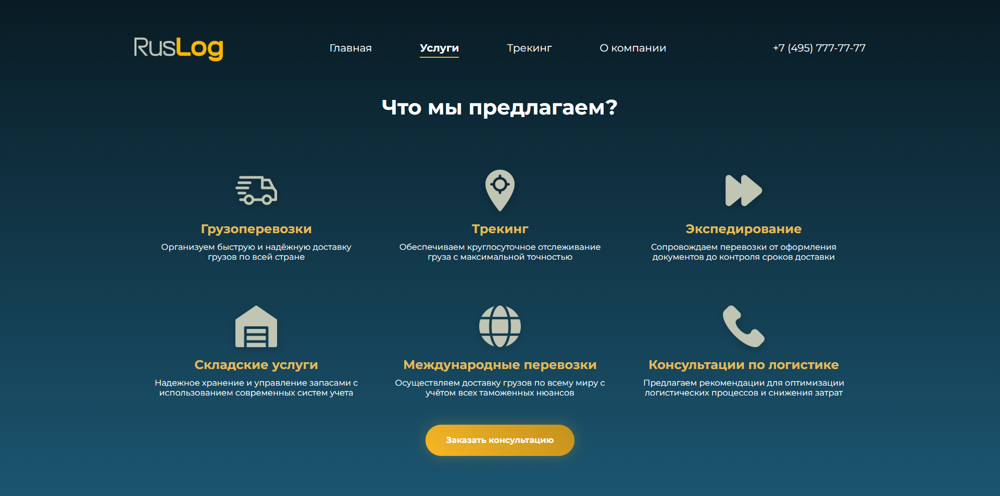 RusLog
Главная
Услуги
Трекинг
О компании
+7 (495) 777-77-77
Что мы предлагаем?
Грузоперевозки
Организуем быструю и надёжную доставку
грузов по всей стране
Трекинг
Обеспечиваем круглосуточное отслеживание
груза с максимальной точностью
Экспедирование
Сопровождаем перевозки от оформления
документов до контроля сроков доставки
Складские услуги
Надежное хранение и управление запасами с
использованием современных систем учета
Международные перевозки
Осуществляем доставку грузов по всему миру с
учётом всех таможенных нюансов
Консультации по логистике
Предлагаем рекомендации для оптимизации
логистических процессов и снижения затрат
Заказать консультацию